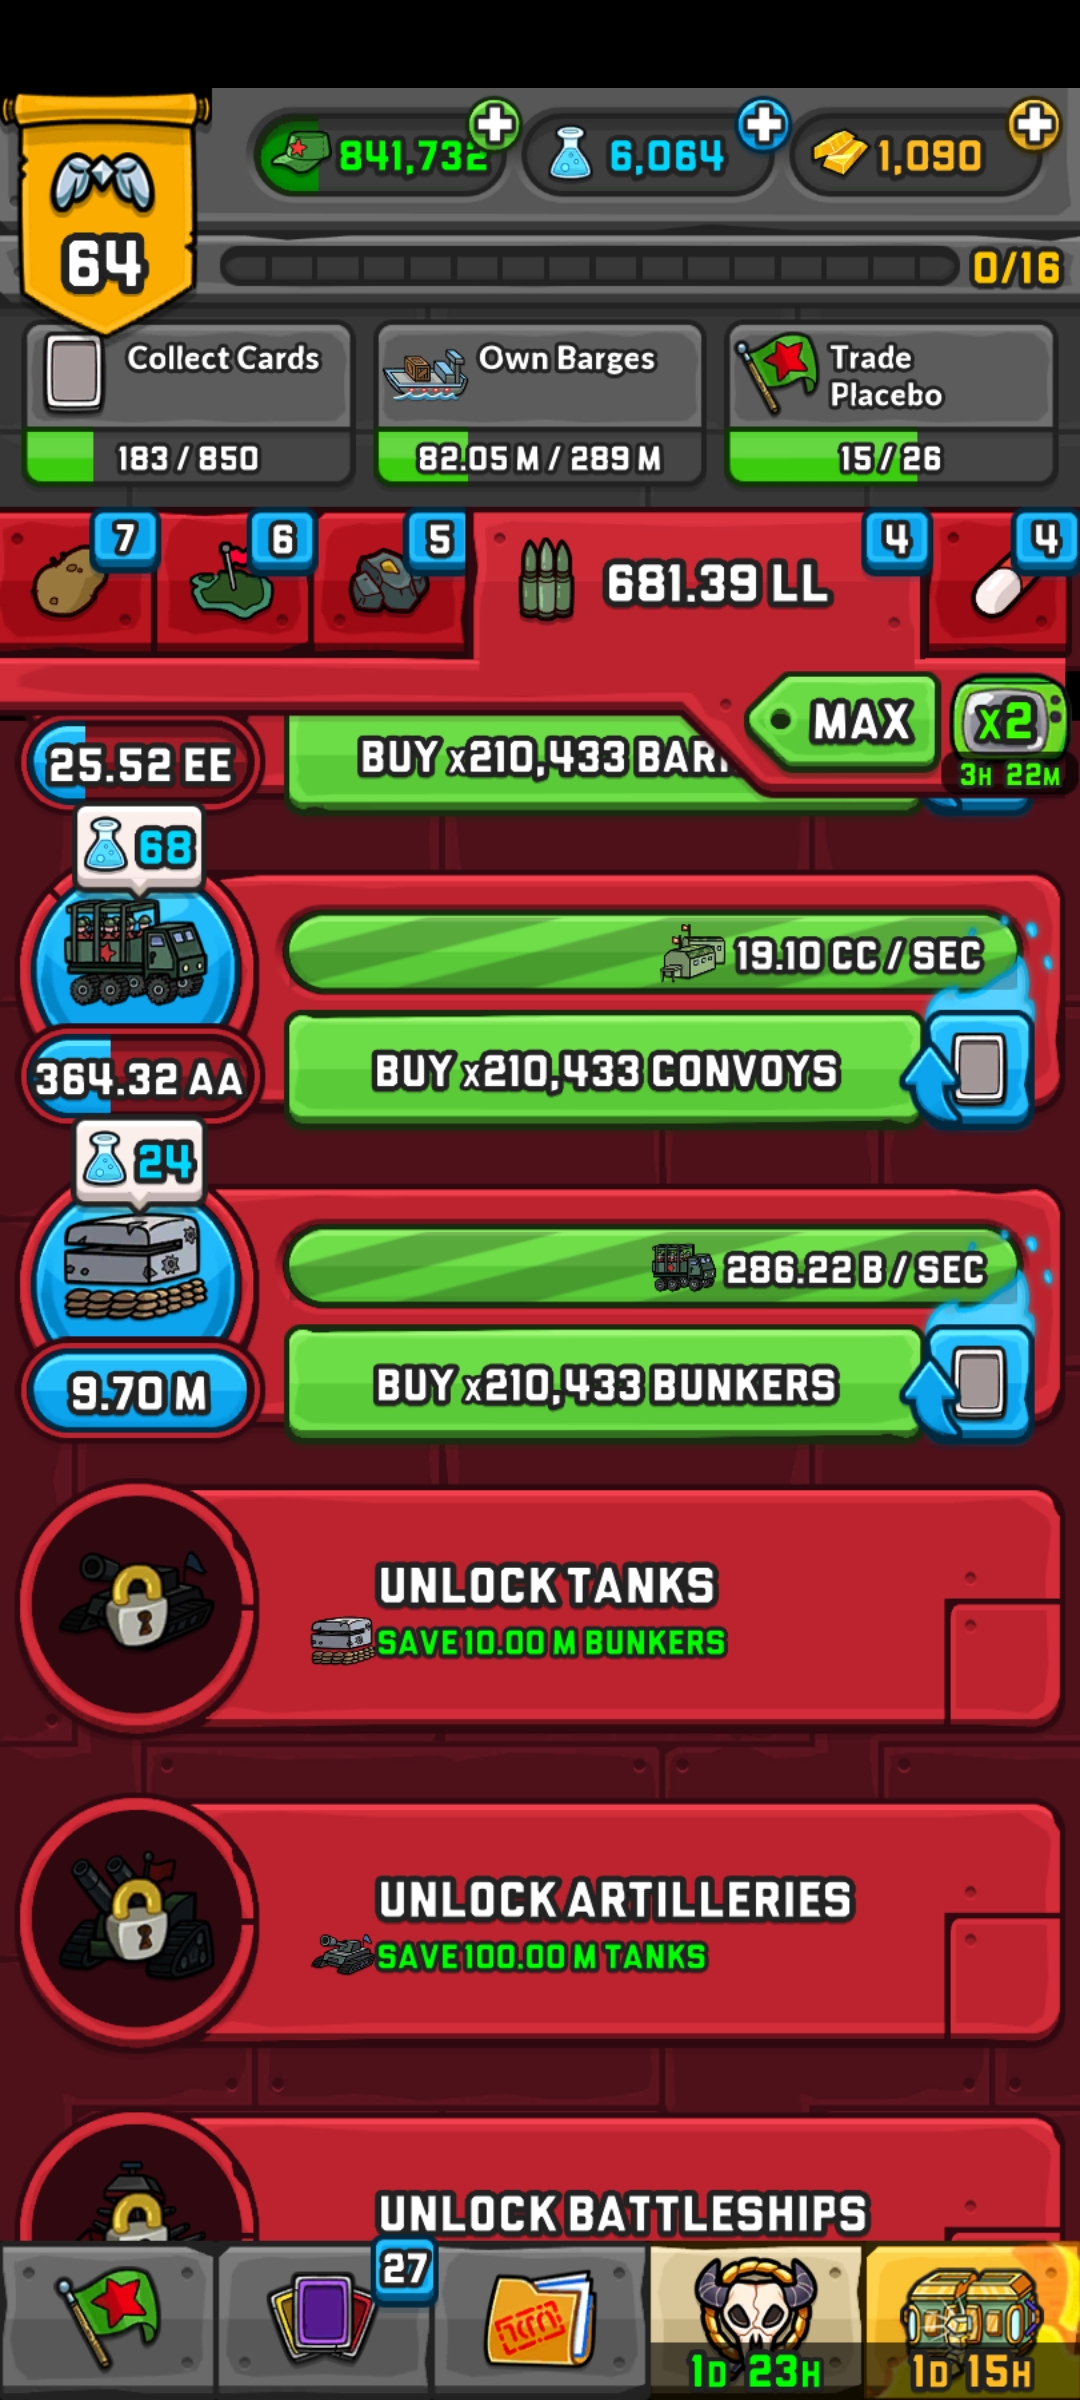 841,732
6,064
1,090
64
0/16
Collect Cards
183 / 850
Own Barges
82.05 M / 289 M
Trade
Placebo
15 / 26
7
6
5
681.39 LL
4
4
MAX
x2
3H 22M
25.52 EE
BUY x210,433
68
19.10 CC / SEC
BUY x210,433 CONVOYS
364.32 AA
24
286.22 B / SEC
BUY x210,433 BUNKERS
9.70 M
UNLOCK TANKS
SAVE 10.00 M BUNKERS
UNLOCK ARTILLERIES
SAVE 100.00 M TANKS
UNLOCK BATTLESHIPS
27
1D 23H
1D 15H